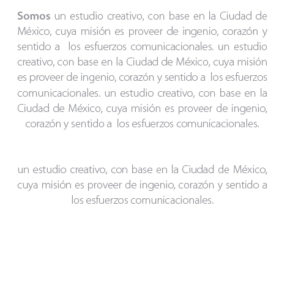 Somos un estudio creativo, con base en la Ciudad de
México, cuya misión es proveer de ingenio, corazón y
sentido a los esfuerzos comunicacionales. un estudio
creativo, con base en la Ciudad de México, cuya misión
es proveer de ingenio, corazón y sentido a los esfuerzos
comunicacionales. un estudio creativo, con base en la
Ciudad de México, cuya misión es proveer de ingenio,
corazón y sentido a los esfuerzos comunicacionales.
un estudio creativo, con base en la Ciudad de México,
cuya misión es proveer de ingenio, corazón y sentido a
los esfuerzos comunicacionales.